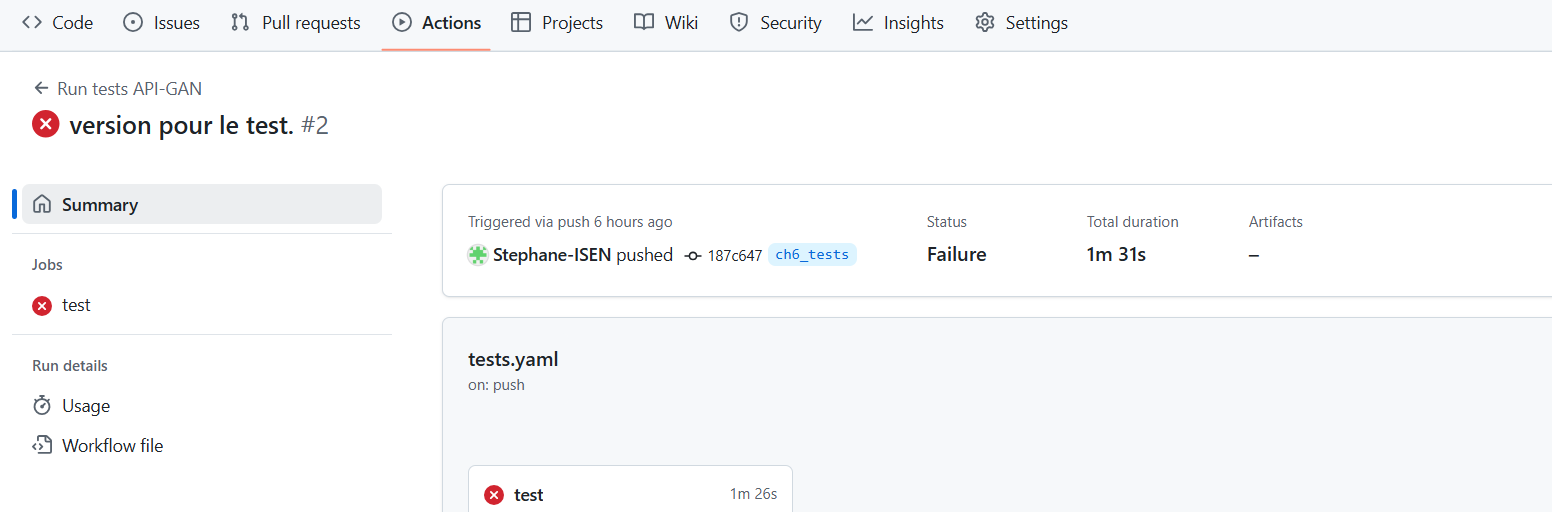 Code Issues Pull requests Actions Projects Wiki Security Insights Settings
Run tests API-GAN
version pour le test. #2
Summary
Jobs
test
Run details
Usage
Workflow file
Triggered via push 6 hours ago
Stephane-ISEN pushed 187c647 ch6_tests
Status
Failure
Total duration
1m 31s
Artifacts
–
tests.yaml
on: push
test 1m 26s